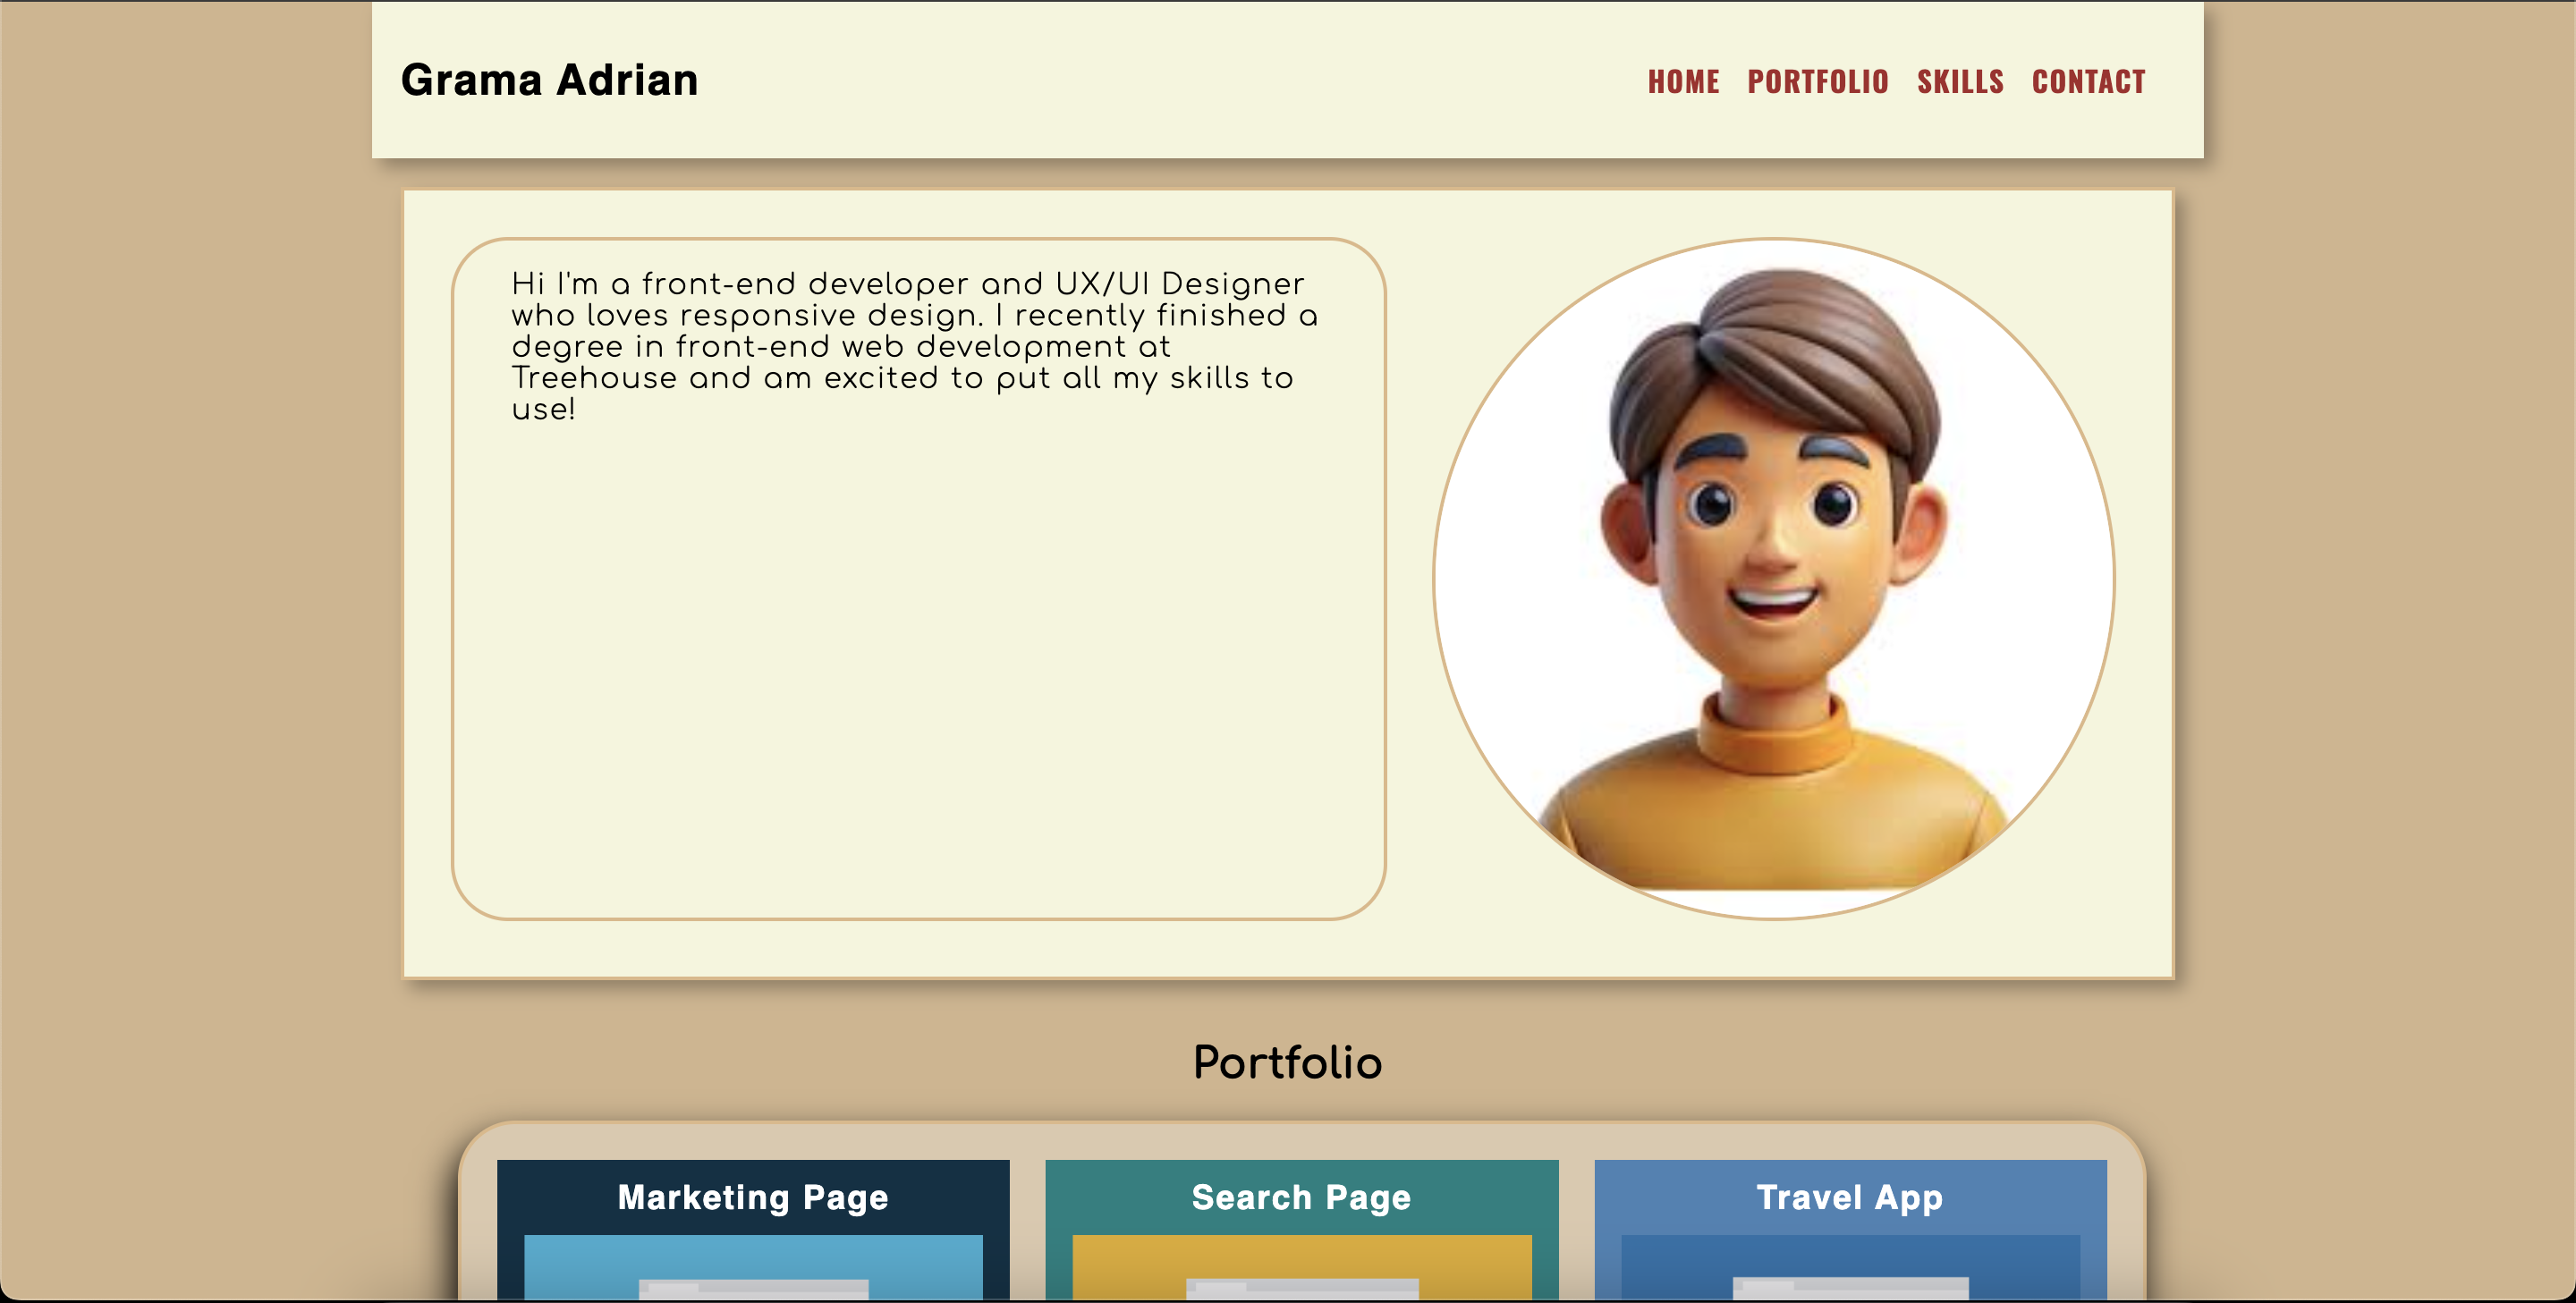 Grama Adrian
HOME PORTFOLIO SKILLS CONTACT
Hi I'm a front-end developer and UX/UI Designer
who loves responsive design. I recently finished a
degree in front-end web development at
Treehouse and am excited to put all my skills to
use!
Portfolio
Marketing Page
Search Page
Travel App